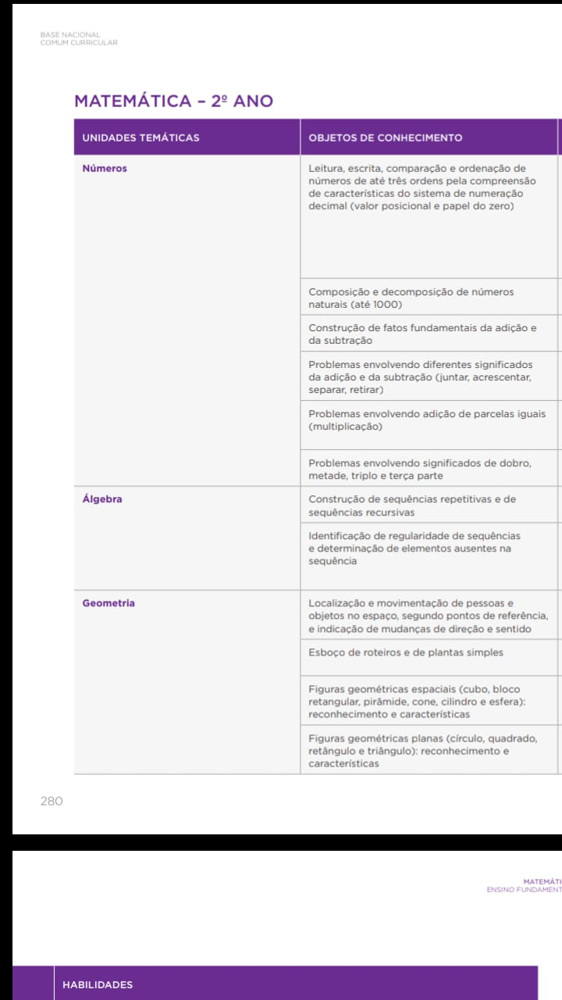 BASE NACIONAL
COMUM CURRICULAR
MATEMÁTICA – 2º ANO
UNIDADES TEMÁTICAS
OBJETOS DE CONHECIMENTO
Números
Leitura, escrita, comparação e ordenação de
números de até três ordens pela compreensão
de características do sistema de numeração
decimal (valor posicional e papel do zero)
Composição e decomposição de números
naturais (até 1000)
Construção de fatos fundamentais da adição e
da subtração
Problemas envolvendo diferentes significados
da adição e da subtração (juntar, acrescentar,
separar, retirar)
Problemas envolvendo adição de parcelas iguais
(multiplicação)
Problemas envolvendo significados de dobro,
metade, triplo e terça parte
Álgebra
Construção de sequências repetitivas e de
sequências recursivas
Identificação de regularidade de sequências
e determinação de elementos ausentes na
sequência
Geometria
Localização e movimentação de pessoas e
objetos no espaço, segundo pontos de referência,
e indicação de mudanças de direção e sentido
Esboço de roteiros e de plantas simples
Figuras geométricas espaciais (cubo, bloco
retangular, pirâmide, cone, cilindro e esfera):
reconhecimento e características
Figuras geométricas planas (círculo, quadrado,
retângulo e triângulo): reconhecimento e
características
280
ENSINO
HABILIDADES